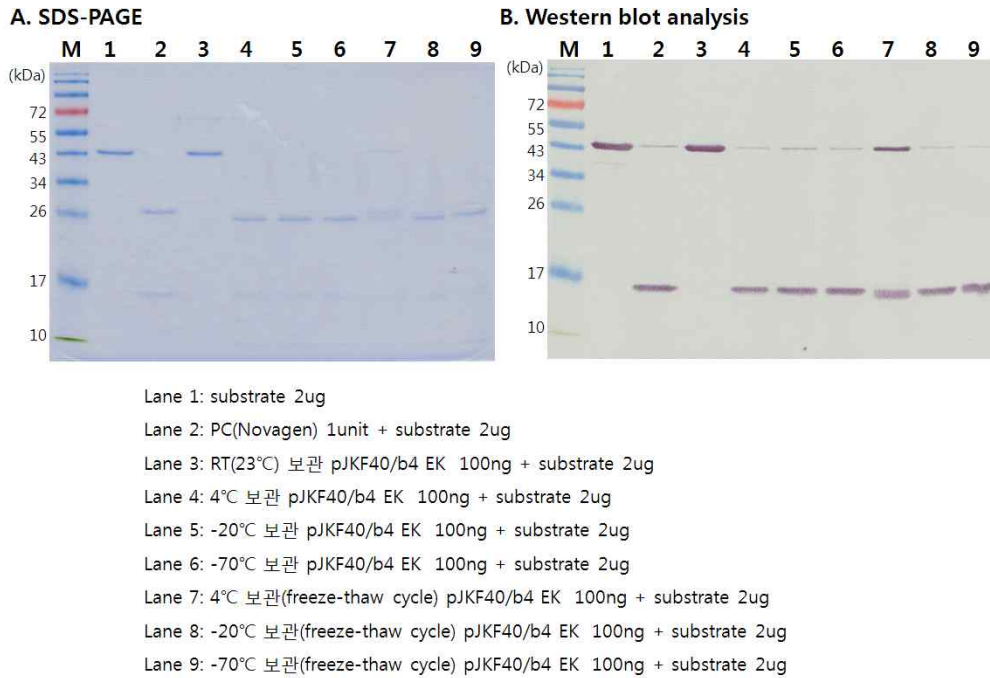 A. SDS-PAGE
B. Western blot analysis
M 1 2 3 4 5 6 7 8 9
M 1 2 3 4 5 6 7 8 9
(kDa)
72
55
43
34
26
17
10
(kDa)
72
55
43
34
26
17
10
Lane 1: substrate 2ug
Lane 2: PC(Novagen) 1unit + substrate 2ug
Lane 3: RT(23℃) 보관 pJKF40/b4 EK 100ng + substrate 2ug
Lane 4: 4℃ 보관 pJKF40/b4 EK 100ng + substrate 2ug
Lane 5: -20℃ 보관 pJKF40/b4 EK 100ng + substrate 2ug
Lane 6: -70℃ 보관 pJKF40/b4 EK 100ng + substrate 2ug
Lane 7: 4℃ 보관(freeze-thaw cycle) pJKF40/b4 EK 100ng + substrate 2ug
Lane 8: -20℃ 보관(freeze-thaw cycle) pJKF40/b4 EK 100ng + substrate 2ug
Lane 9: -70℃ 보관(freeze-thaw cycle) pJKF40/b4 EK 100ng + substrate 2ug